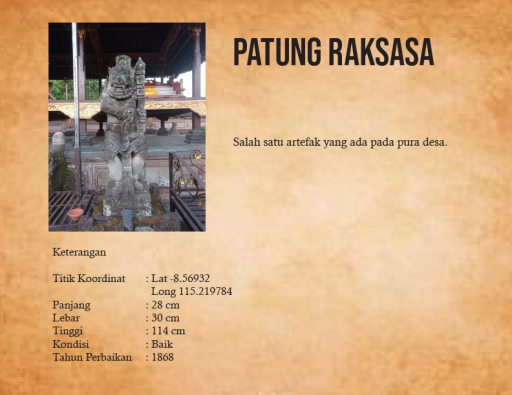 PATUNG RAKSASA
Salah satu artefak yang ada pada pura desa.
Keterangan
Titik Koordinat : Lat -8.56932
Long 115.219784
Panjang : 28 cm
Lebar : 30 cm
Tinggi : 114 cm
Kondisi : Baik
Tahun Perbaikan : 1868